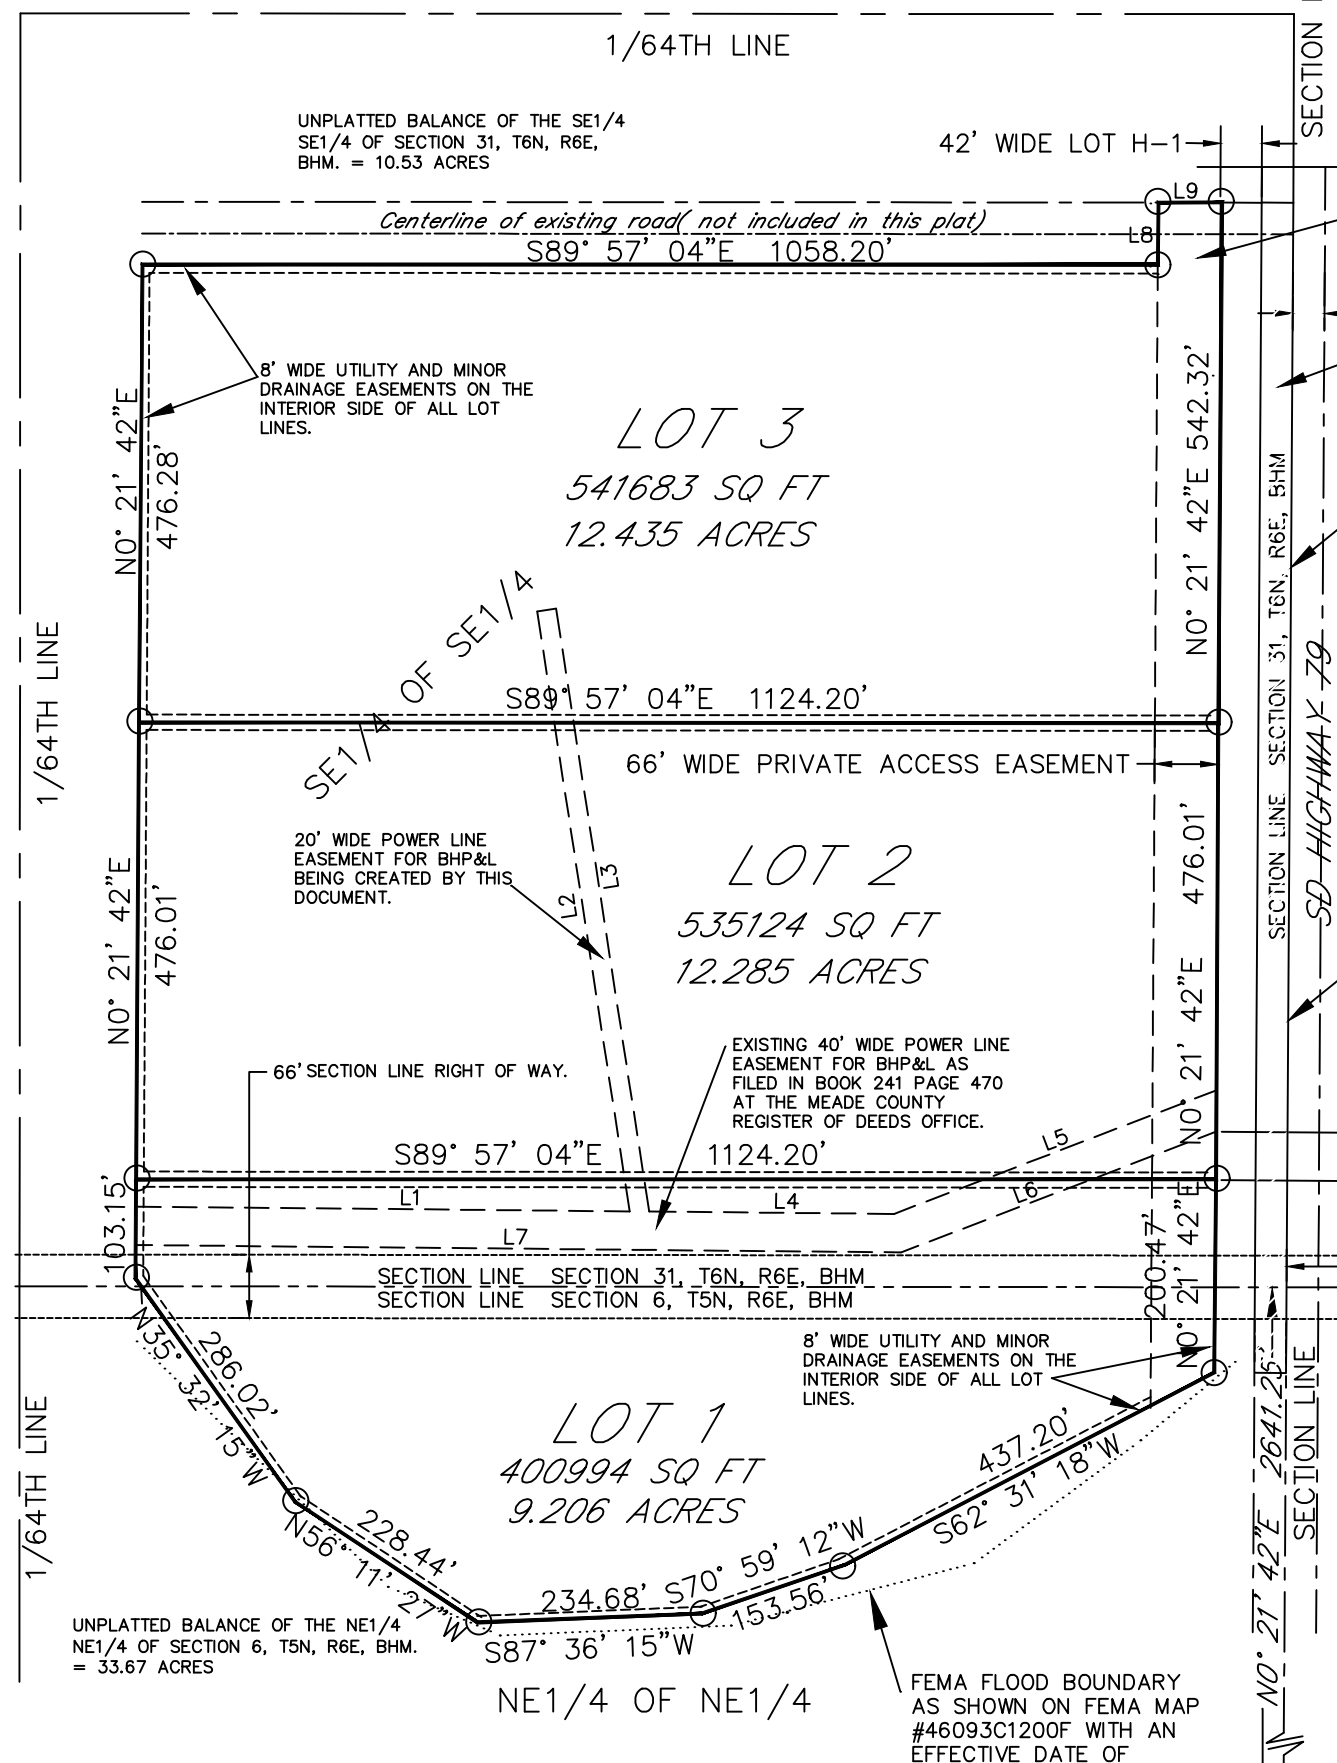 1/64TH LINE
SECTION
UNPLATTED BALANCE OF THE SE1/4
SE1/4 OF SECTION 31, T6N, R6E,
BHM. = 10.53 ACRES
42' WIDE LOT H-1
L9
Centerline of existing road( not included in this plat)
L8
S89° 57' 04"E 1058.20'
8' WIDE UTILITY AND MINOR
DRAINAGE EASEMENTS ON THE
INTERIOR SIDE OF ALL LOT
LINES.
N0° 21' 42"E
476.28'
LOT 3
541683 SQ FT
12.435 ACRES
N0° 21' 42"E 542.32'
SECTION LINE SECTION 31, T6N, R6E, BHM
SD HIGHWAY 79
SE1/4 OF SE1/4
1/64TH LINE
S89° 57' 04"E 1124.20'
66' WIDE PRIVATE ACCESS EASEMENT
20' WIDE POWER LINE
EASEMENT FOR BHP&L
BEING CREATED BY THIS
DOCUMENT.
L2
L3
LOT 2
535124 SQ FT
12.285 ACRES
N0° 21' 42"E
476.01'
N0° 21' 42"E 476.01'
66' SECTION LINE RIGHT OF WAY.
EXISTING 40' WIDE POWER LINE
EASEMENT FOR BHP&L AS
FILED IN BOOK 241 PAGE 470
AT THE MEADE COUNTY
REGISTER OF DEEDS OFFICE.
N0° 21' 42"E
L5
S89° 57' 04"E 1124.20'
L6
L1
L4
L7
103.15'
200.47'
N0° 21' 42"E
SECTION LINE SECTION 31, T6N, R6E, BHM
SECTION LINE SECTION 6, T5N, R6E, BHM
8' WIDE UTILITY AND MINOR
DRAINAGE EASEMENTS ON THE
INTERIOR SIDE OF ALL LOT
LINES.
286.02'
N35° 32' 15"W
LOT 1
400994 SQ FT
9.206 ACRES
437.20'
S62° 31' 18"W
1/64TH LINE
228.44'
N56° 11' 27"W
234.68'
S87° 36' 15"W
S70° 59' 12"W
153.56'
N0° 21' 42"E 2641.25
SECTION LINE
UNPLATTED BALANCE OF THE NE1/4
NE1/4 OF SECTION 6, T5N, R6E, BHM.
= 33.67 ACRES
NE1/4 OF NE1/4
FEMA FLOOD BOUNDARY
AS SHOWN ON FEMA MAP
#46093C1200F WITH AN
EFFECTIVE DATE OF